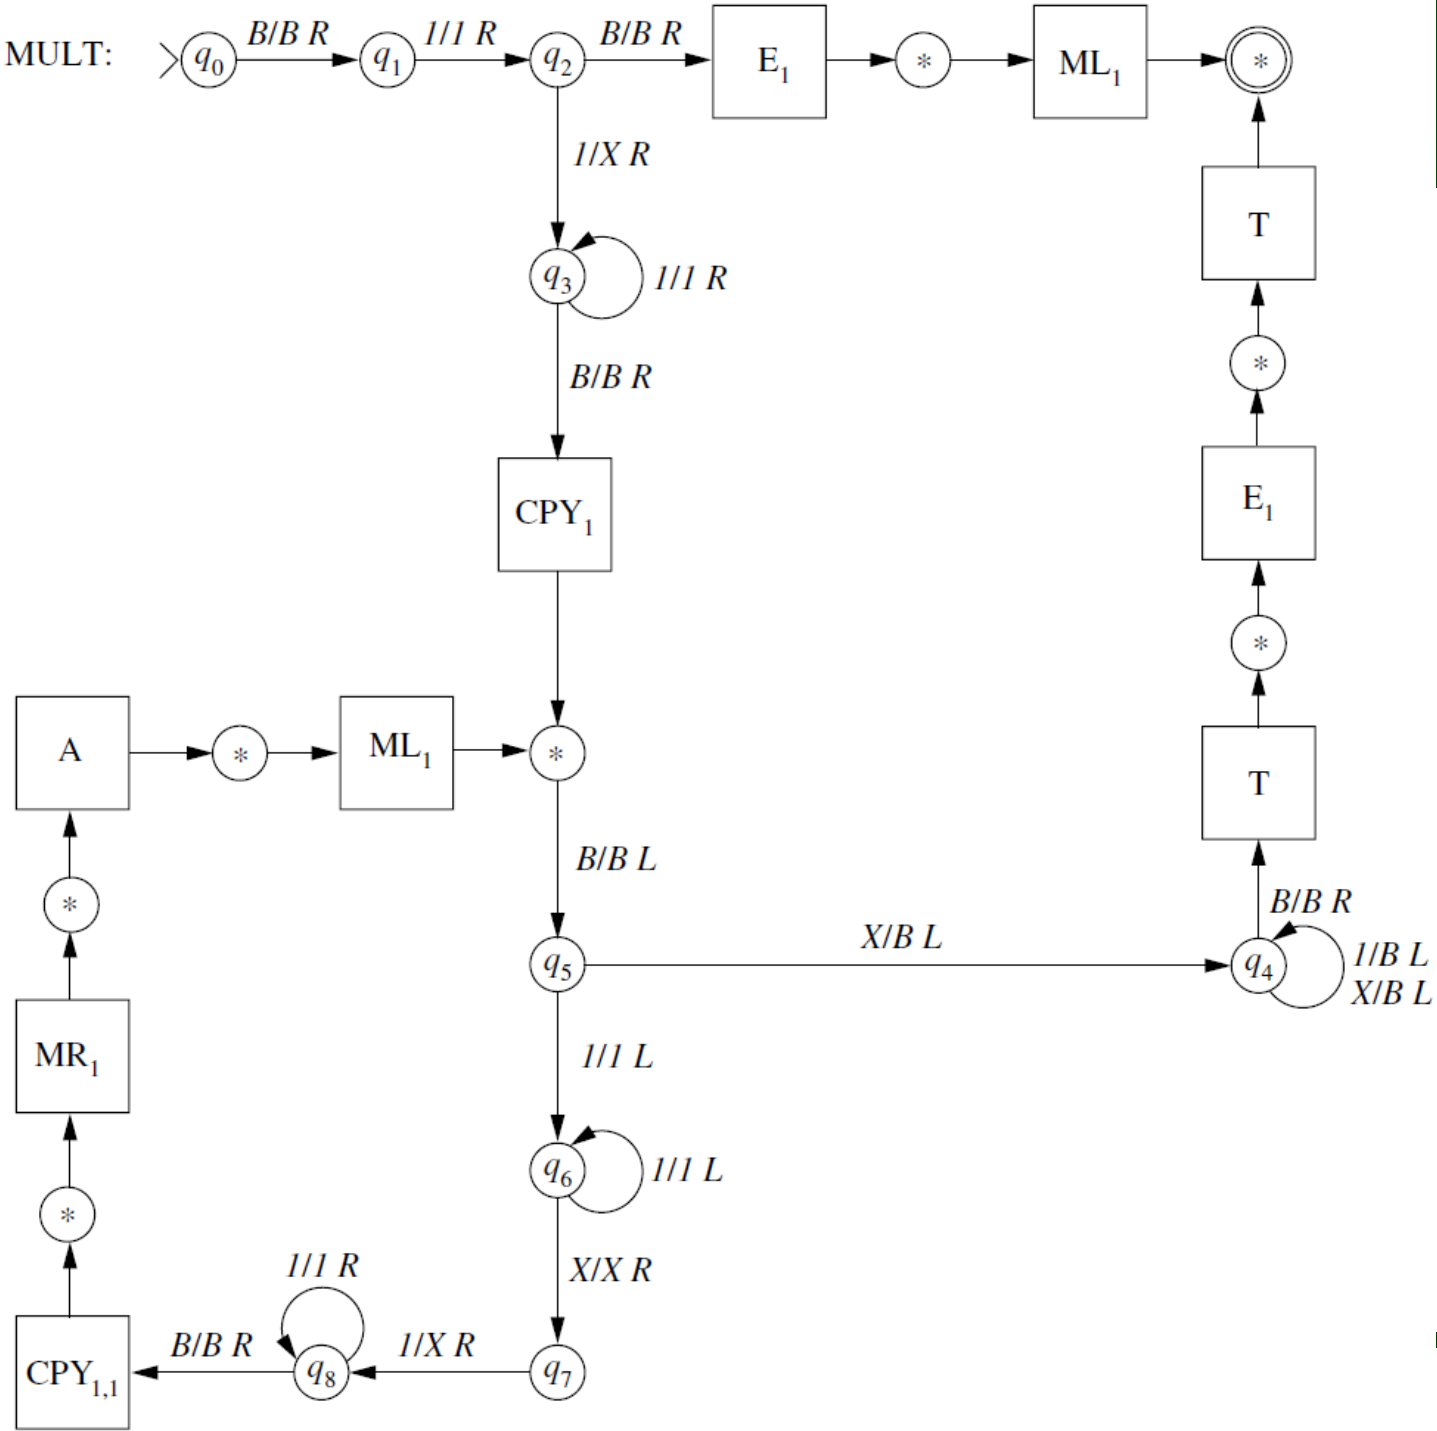 MULT: q0 B/B R q1 1/1 R q2 B/B R E1 * ML1 *
1/X R
T
q3 1/1 R
B/B R
*
CPY1
E1
*
A * ML1 *
T
B/B L
*
B/B R
X/B L
q5 q4 1/B L
X/B L
MR1
1/1 L
q6 1/1 L
*
1/1 R
X/X R
B/B R 1/X R
CPY1,1 q8 q7